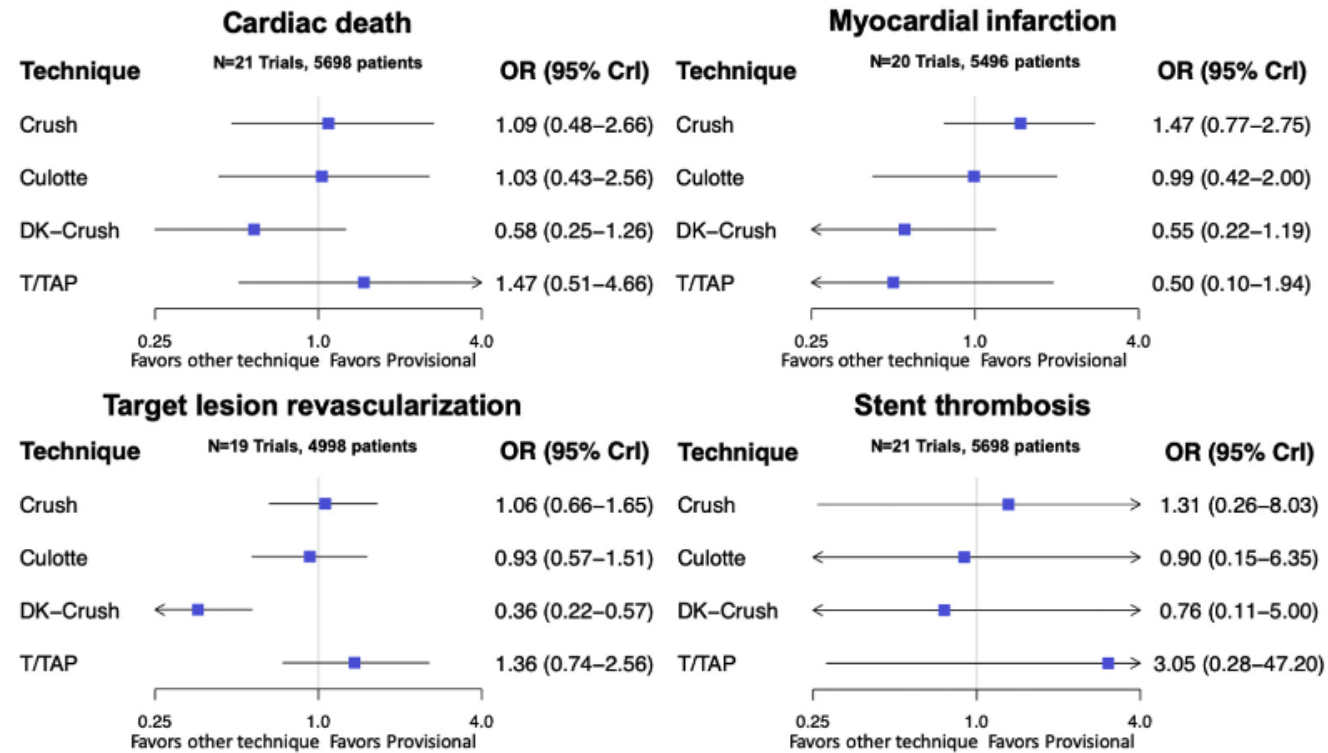 Cardiac death
N=21 Trials, 5698 patients
Technique OR (95% CrI)
Crush 1.09 (0.48–2.66)
Culotte 1.03 (0.43–2.56)
DK–Crush 0.58 (0.25–1.26)
T/TAP 1.47 (0.51–4.66)
0.25 1.0 4.0
Favors other technique Favors Provisional
Myocardial infarction
N=20 Trials, 5496 patients
Technique OR (95% CrI)
Crush 1.47 (0.77–2.75)
Culotte 0.99 (0.42–2.00)
DK–Crush 0.55 (0.22–1.19)
T/TAP 0.50 (0.10–1.94)
0.25 1.0 4.0
Favors other technique Favors Provisional
Target lesion revascularization
N=19 Trials, 4998 patients
Technique OR (95% CrI)
Crush 1.06 (0.66–1.65)
Culotte 0.93 (0.57–1.51)
DK–Crush 0.36 (0.22–0.57)
T/TAP 1.36 (0.74–2.56)
0.25 1.0 4.0
Favors other technique Favors Provisional
Stent thrombosis
N=21 Trials, 5698 patients
Technique OR (95% CrI)
Crush 1.31 (0.26–8.03)
Culotte 0.90 (0.15–6.35)
DK–Crush 0.76 (0.11–5.00)
T/TAP 3.05 (0.28–47.20)
0.25 1.0 4.0
Favors other technique Favors Provisional